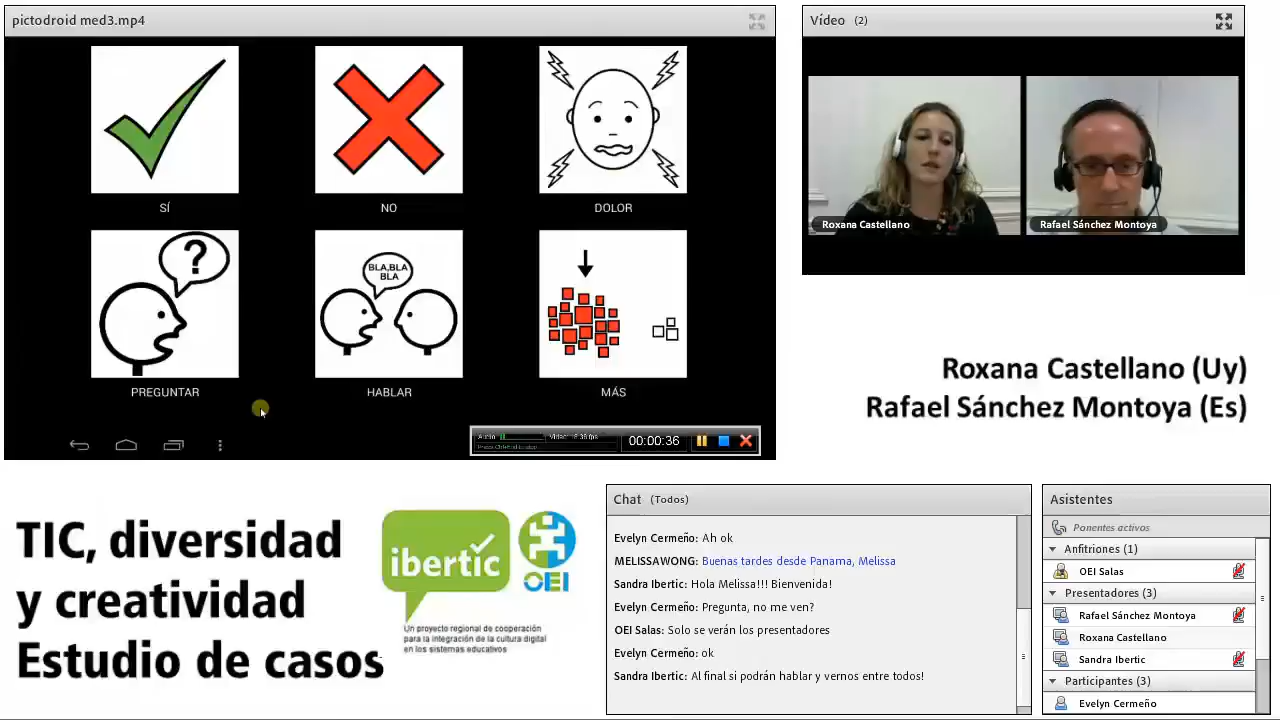 pictodroid med3.mp4
?
BLA,BLA
BLA
SÍ
NO
DOLOR
PREGUNTAR
HABLAR
MÁS
Audio
00:00:36
Vídeo (2)
Roxana Castellano
Rafael Sánchez Montoya
Roxana Castellano (Uy)
Rafael Sánchez Montoya (Es)
TIC, diversidad
y creatividad
Estudio de casos
ibertic
OEI
Un proyecto regional de cooperación
para la integración de la cultura digital
en los sistemas educativos
Chat (Todos)
Evelyn Cermeño: Ah ok
MELISSAWONG: Buenas tardes desde Panama, Melissa
Sandra Ibertic: Hola Melissa!!! Bienvenida!
Evelyn Cermeño: Pregunta, no me ven?
OEI Salas: Solo se verán los presentadores
Evelyn Cermeño: ok
Sandra Ibertic: Al final si podrán hablar y vernos entre todos!
Asistentes
Ponentes activos
Anfitriones (1)
OEI Salas
Presentadores (3)
Rafael Sánchez Montoya
Roxana Castellano
Sandra Ibertic
Participantes (3)
Evelyn Cermeño